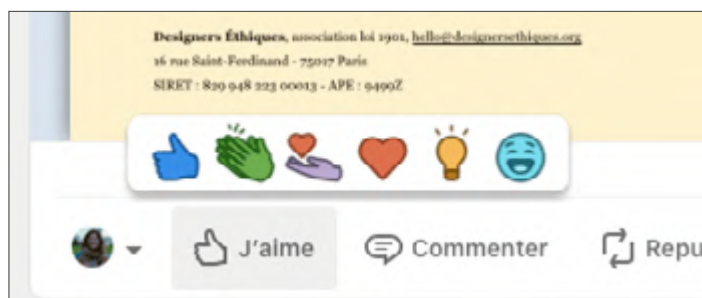 Designers Éthiques, association loi 1901, hello@designersethiques.org
16 rue Saint-Ferdinand - 75017 Paris
SIRET : 829 948 223 00013 - APE : 9499Z
J'aime Commenter Repu